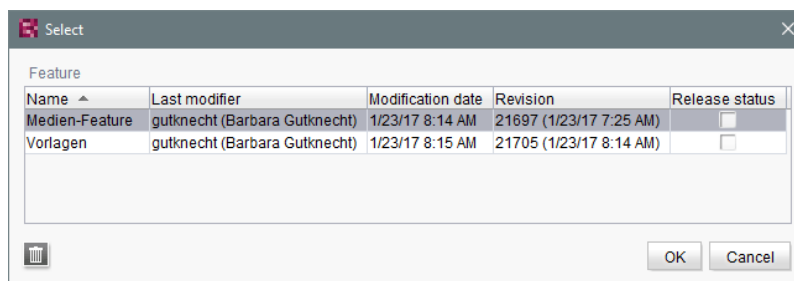 Select
Feature
Name Last modifier Modification date Revision Release status
Medien-Feature gutknecht (Barbara Gutknecht) 1/23/17 8:14 AM 21697 (1/23/17 7:25 AM)
Vorlagen gutknecht (Barbara Gutknecht) 1/23/17 8:15 AM 21705 (1/23/17 8:14 AM)
OK Cancel